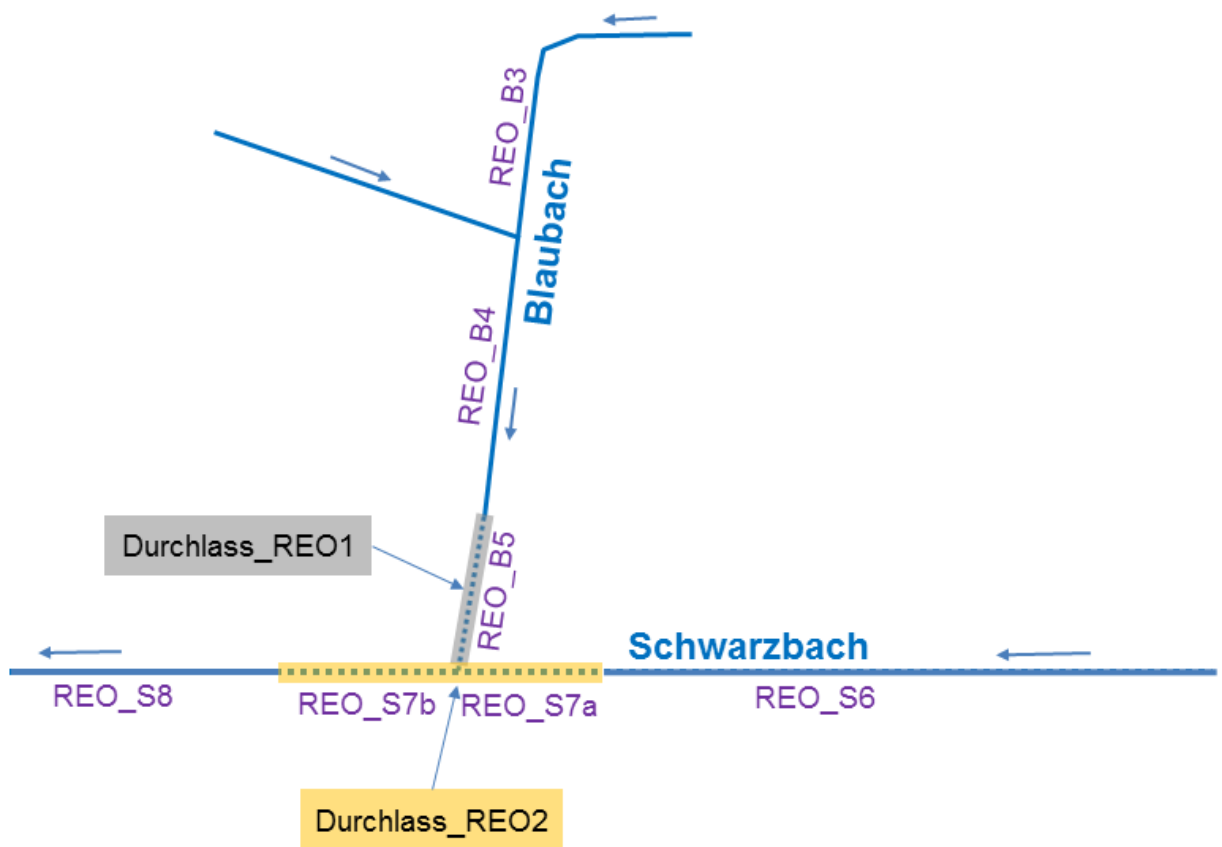 REO_B3
Blaubach
REO_B4
Durchlass_REO1
REO_B5
Schwarzbach
REO_S8
REO_S7b
REO_S7a
REO_S6
Durchlass_REO2